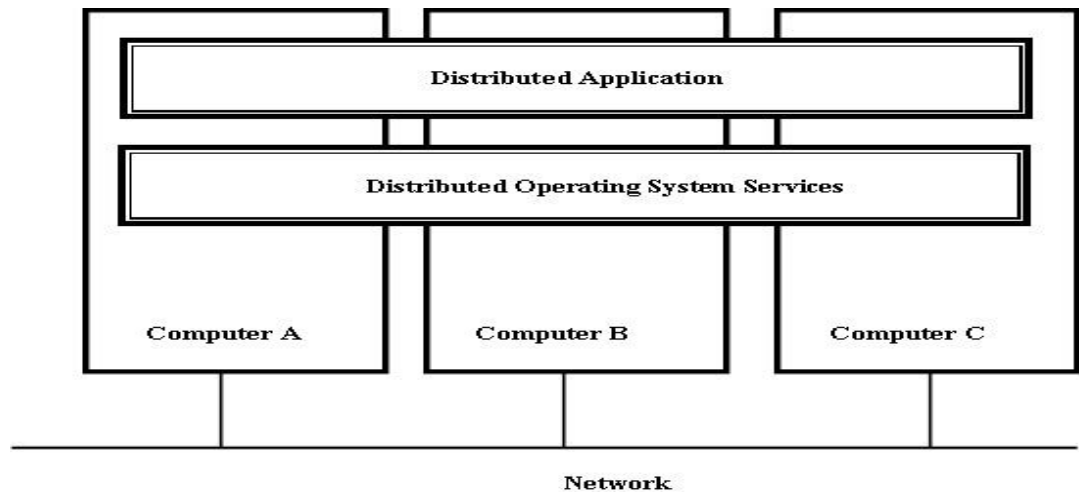 Distributed Application
Distributed Operating System Services
Computer A
Computer B
Computer C
Network